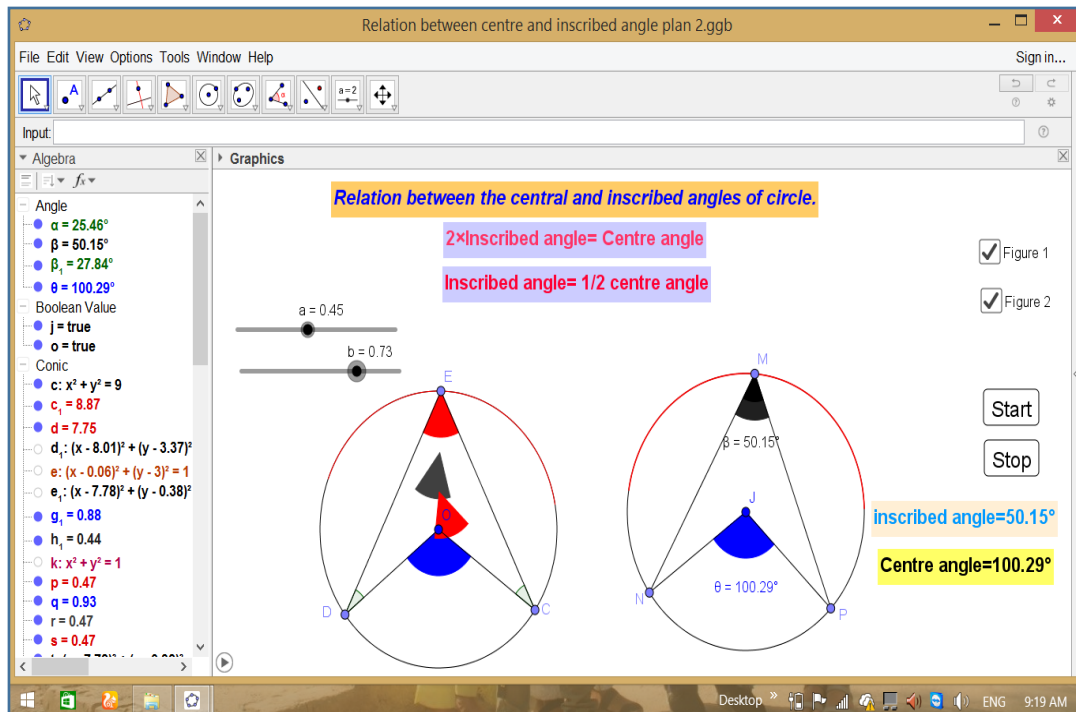 Relation between centre and inscribed angle plan 2.ggb
File Edit View Options Tools Window Help
Sign in...
A
a=2
Input:
Algebra
Graphics
fx
Angle
α = 25.46°
β = 50.15°
β₁ = 27.84°
θ = 100.29°
Boolean Value
j = true
o = true
Conic
c: x² + y² = 9
c₁ = 8.87
d = 7.75
d₁: (x - 8.01)² + (y - 3.37)²
e: (x - 0.06)² + (y - 3)² = 1
e₁: (x - 7.78)² + (y - 0.38)²
g₁ = 0.88
h₁ = 0.44
k: x² + y² = 1
p = 0.47
q = 0.93
r = 0.47
s = 0.47
Relation between the central and inscribed angles of circle.
2×Inscribed angle= Centre angle
Inscribed angle= 1/2 centre angle
Figure 1
Figure 2
a = 0.45
b = 0.73
E
O
D
C
M
β = 50.15°
J
θ = 100.29°
N
P
Start
Stop
inscribed angle=50.15°
Centre angle=100.29°
Desktop
ENG
9:19 AM